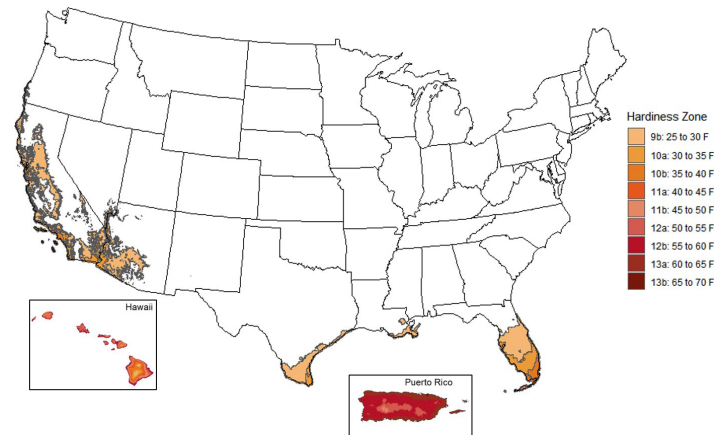 Hardiness Zone
9b: 25 to 30 F
10a: 30 to 35 F
10b: 35 to 40 F
11a: 40 to 45 F
11b: 45 to 50 F
12a: 50 to 55 F
12b: 55 to 60 F
13a: 60 to 65 F
13b: 65 to 70 F
Hawaii
Puerto Rico